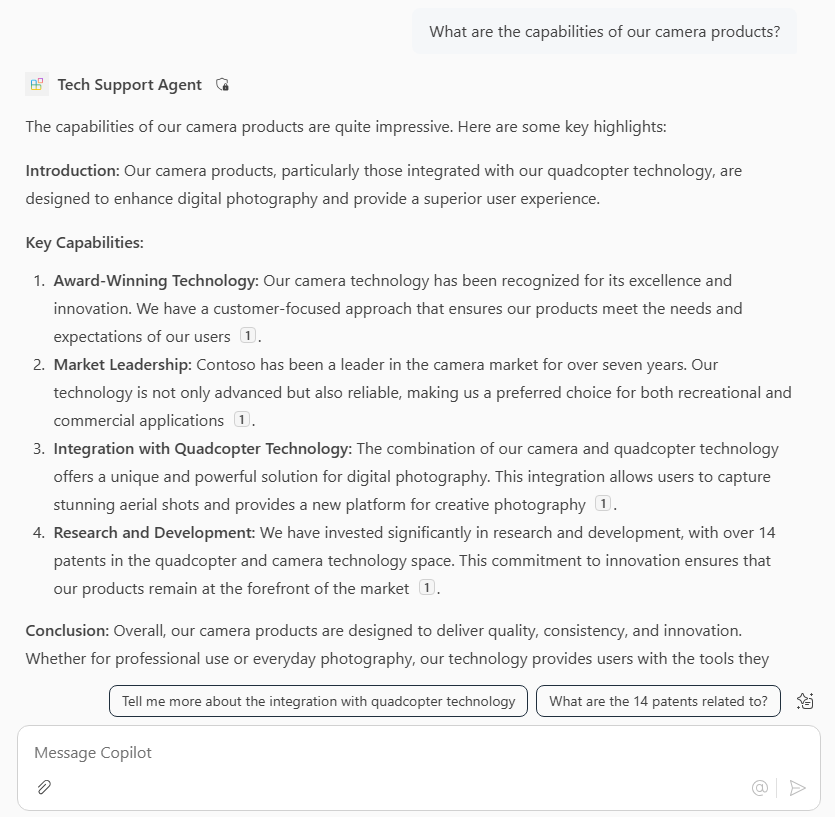 What are the capabilities of our camera products?
Tech Support Agent
The capabilities of our camera products are quite impressive. Here are some key highlights:
Introduction: Our camera products, particularly those integrated with our quadcopter technology, are
designed to enhance digital photography and provide a superior user experience.
Key Capabilities:
1. Award-Winning Technology: Our camera technology has been recognized for its excellence and
innovation. We have a customer-focused approach that ensures our products meet the needs and
expectations of our users 1.
2. Market Leadership: Contoso has been a leader in the camera market for over seven years. Our
technology is not only advanced but also reliable, making us a preferred choice for both recreational and
commercial applications 1.
3. Integration with Quadcopter Technology: The combination of our camera and quadcopter technology
offers a unique and powerful solution for digital photography. This integration allows users to capture
stunning aerial shots and provides a new platform for creative photography 1.
4. Research and Development: We have invested significantly in research and development, with over 14
patents in the quadcopter and camera technology space. This commitment to innovation ensures that
our products remain at the forefront of the market 1.
Conclusion: Overall, our camera products are designed to deliver quality, consistency, and innovation.
Whether for professional use or everyday photography, our technology provides users with the tools they
Tell me more about the integration with quadcopter technology
What are the 14 patents related to?
Message Copilot